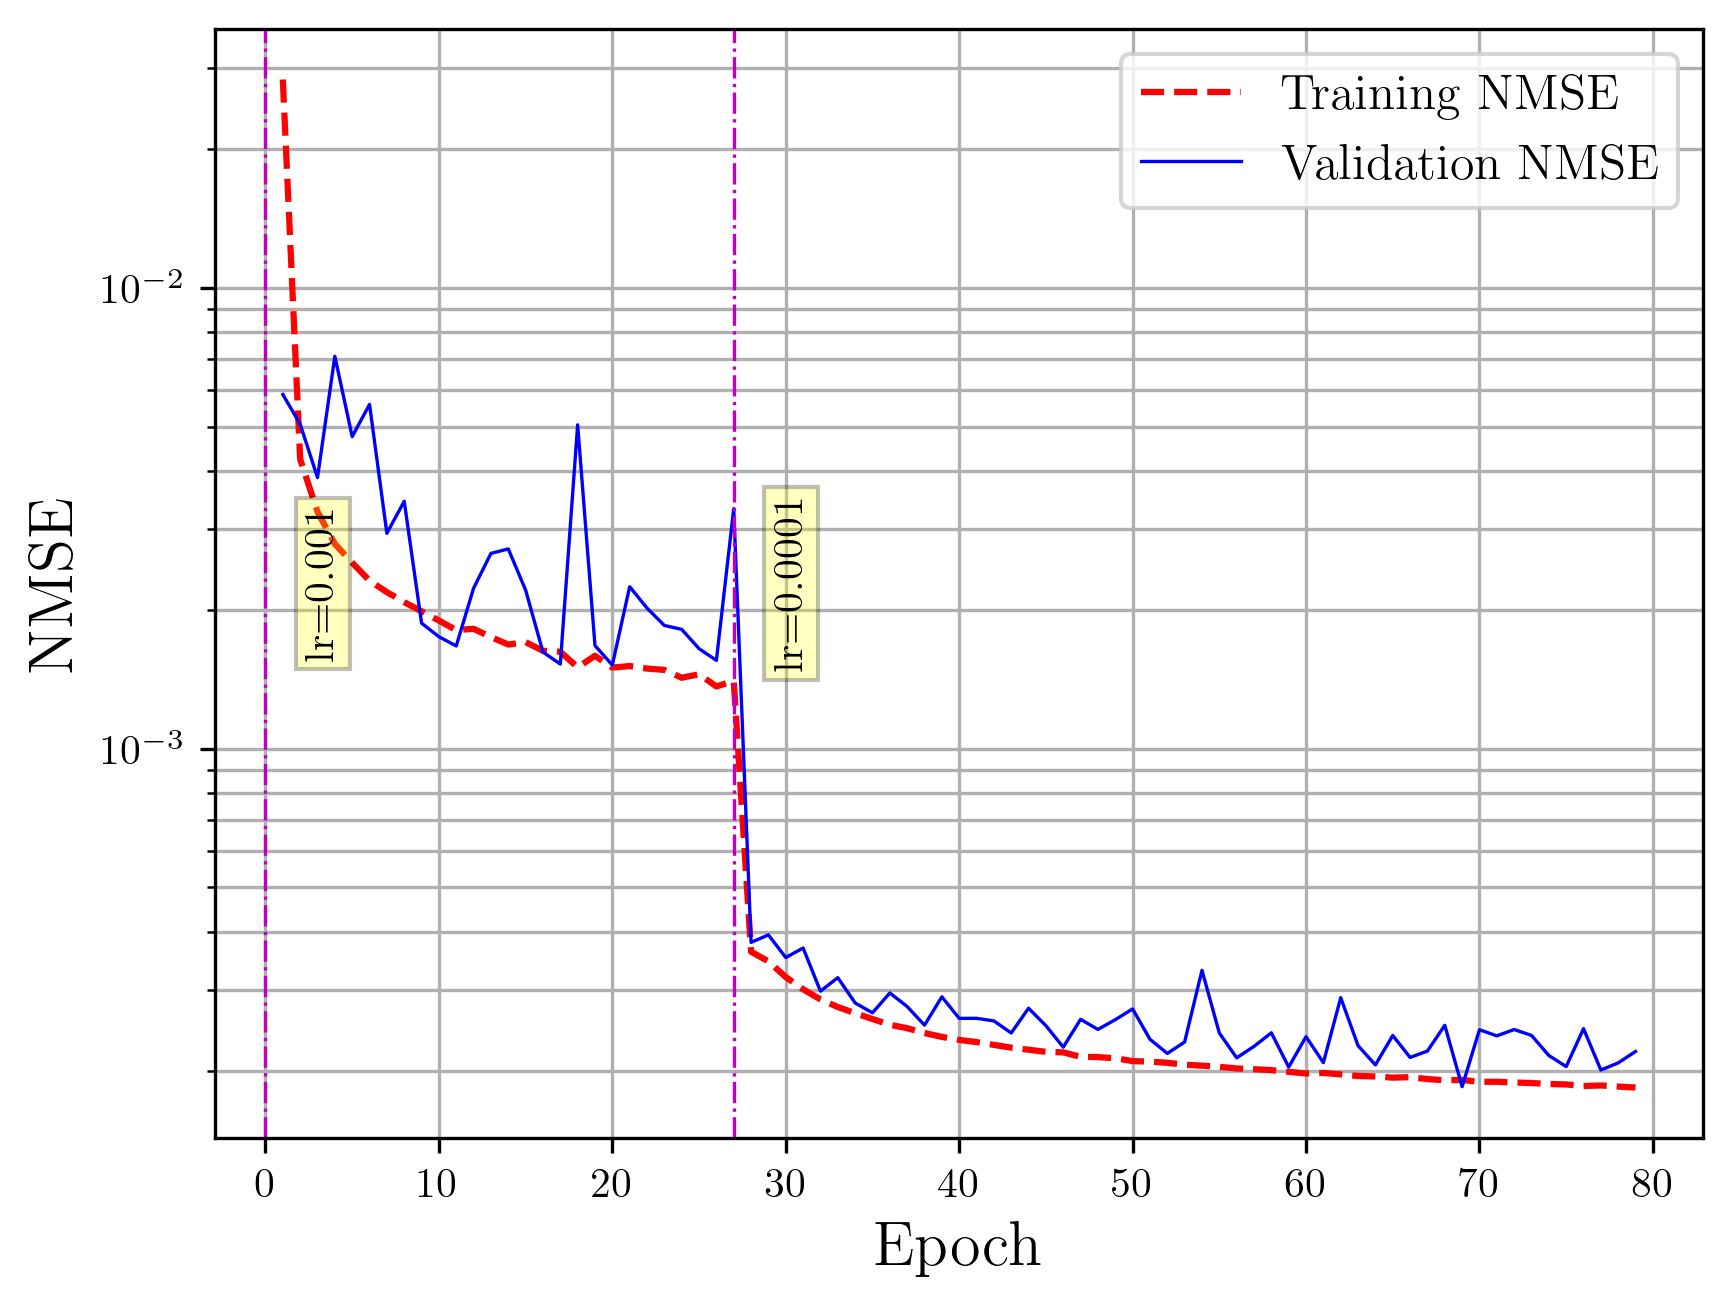 Training NMSE
Validation NMSE
10⁻²
10⁻³
NMSE
lr=0.001
lr=0.0001
0 10 20 30 40 50 60 70 80
Epoch